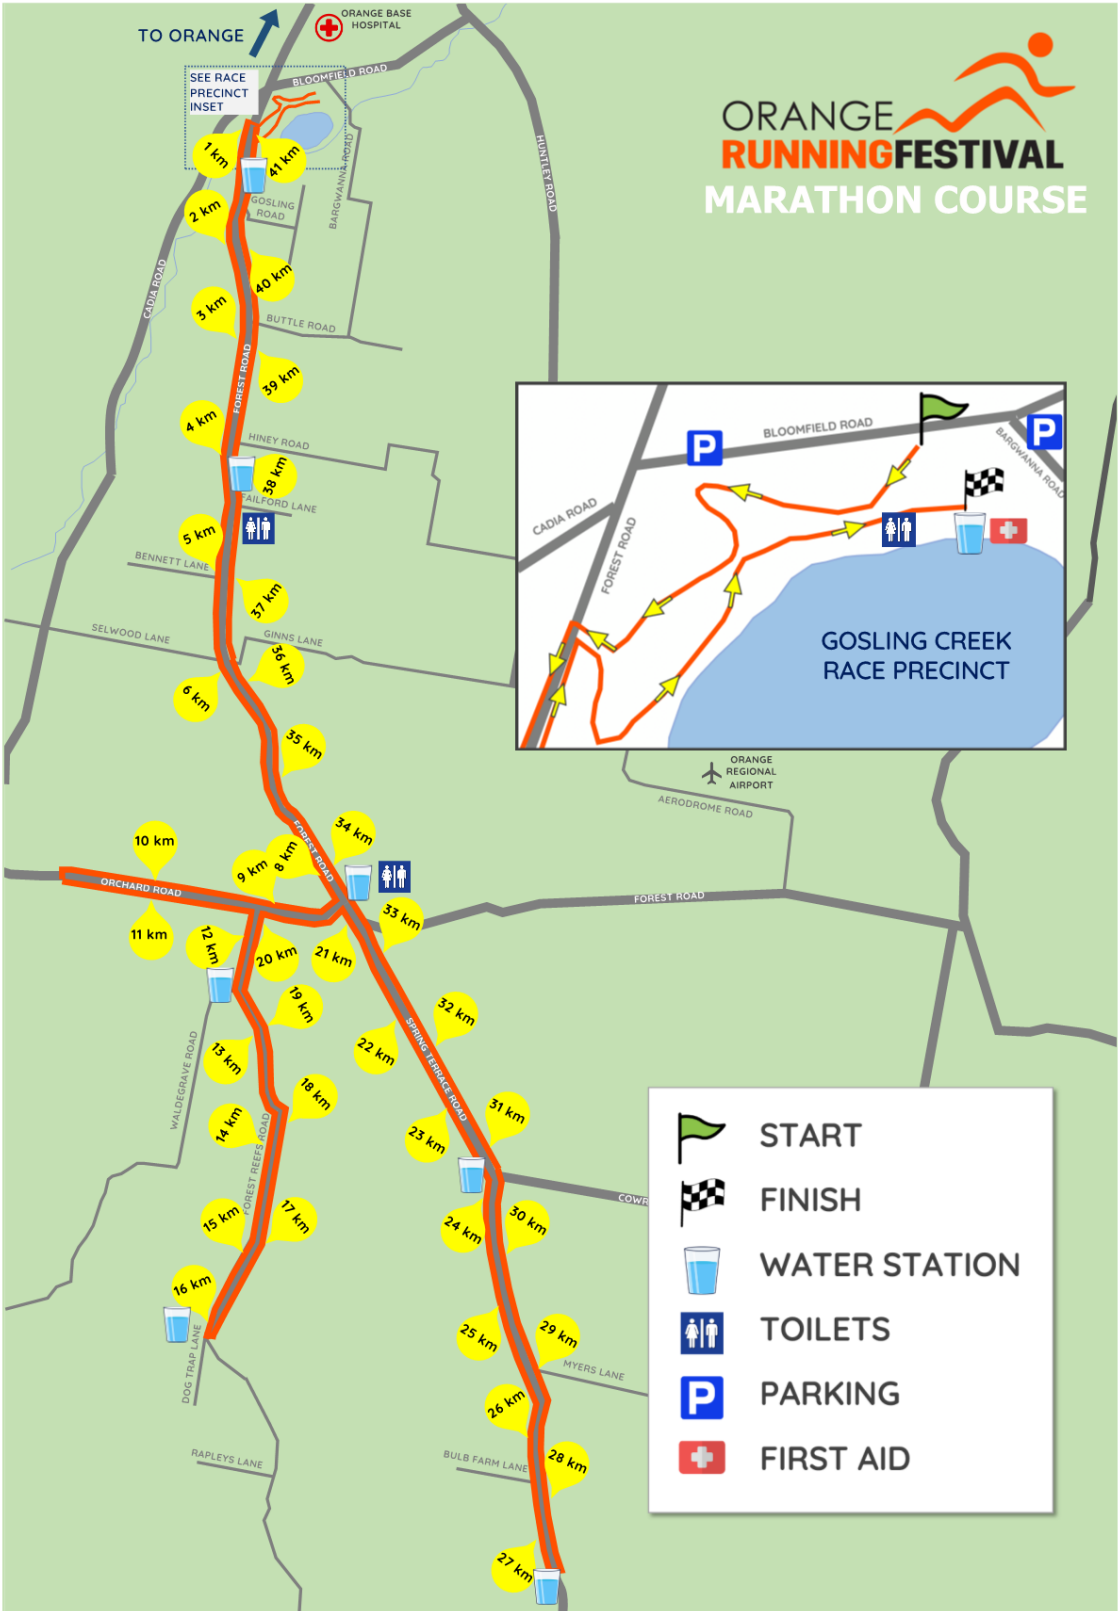 TO ORANGE
ORANGE BASE
HOSPITAL
SEE RACE
PRECINCT
INSET
BLOOMFIELD ROAD
ORANGE
RUNNINGFESTIVAL
MARATHON COURSE
1 km
41 km
BARGWANNA ROAD
HUNTLEY ROAD
2 km
GOSLING
ROAD
CADIA ROAD
40 km
3 km
BUTTLE ROAD
FOREST ROAD
39 km
4 km
HINEY ROAD
38 km
FAILFORD LANE
5 km
BENNETT LANE
37 km
SELWOOD LANE
GINNS LANE
36 km
6 km
35 km
BLOOMFIELD ROAD
P
P
BARGWANNA ROAD
CADIA ROAD
FOREST ROAD
GOSLING CREEK
RACE PRECINCT
ORANGE
REGIONAL
AIRPORT
AERODROME ROAD
34 km
FOREST ROAD
8 km
9 km
10 km
ORCHARD ROAD
FOREST ROAD
33 km
11 km
12 km
20 km
21 km
19 km
32 km
22 km
13 km
WALDEGRAVE ROAD
SPRING TERRACE ROAD
18 km
14 km
31 km
23 km
FOREST REEFS ROAD
COWR
15 km
17 km
24 km
30 km
16 km
25 km
29 km
DOG TRAP LANE
MYERS LANE
26 km
RAPLEYS LANE
BULB FARM LANE
28 km
27 km
START
FINISH
WATER STATION
TOILETS
P
PARKING
FIRST AID